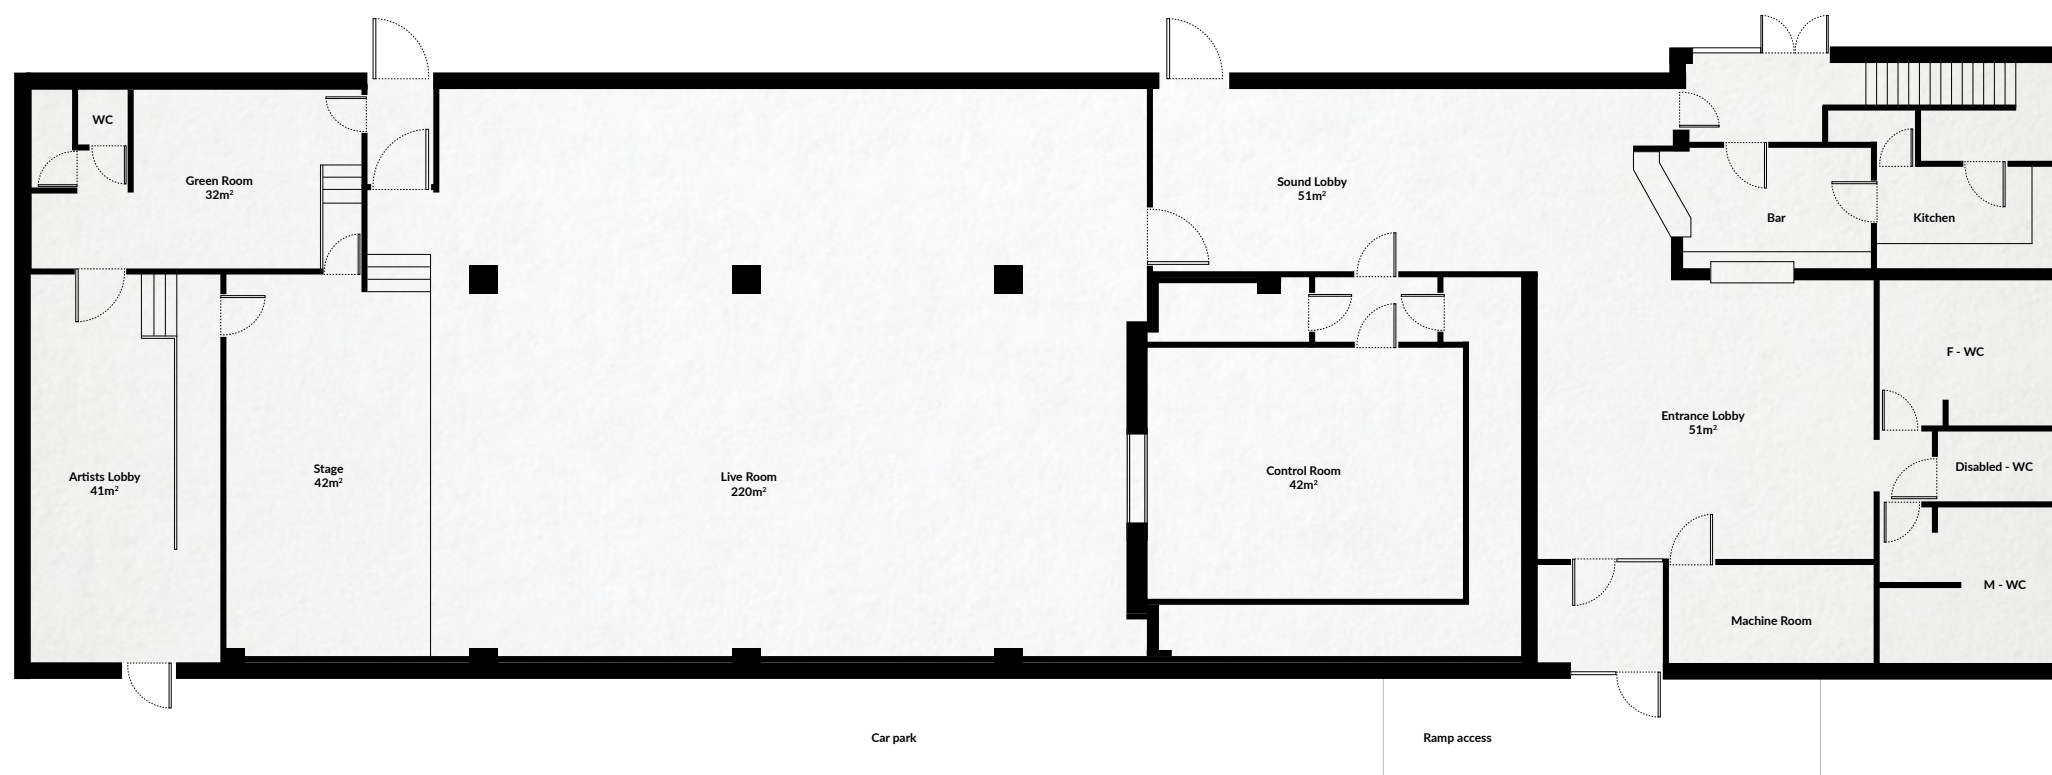 WC
Green Room
32m²
Sound Lobby
51m²
Bar
Kitchen
F - WC
Entrance Lobby
51m²
Artists Lobby
41m²
Stage
42m²
Live Room
220m²
Control Room
42m²
Disabled - WC
M - WC
Machine Room
Car park
Ramp access